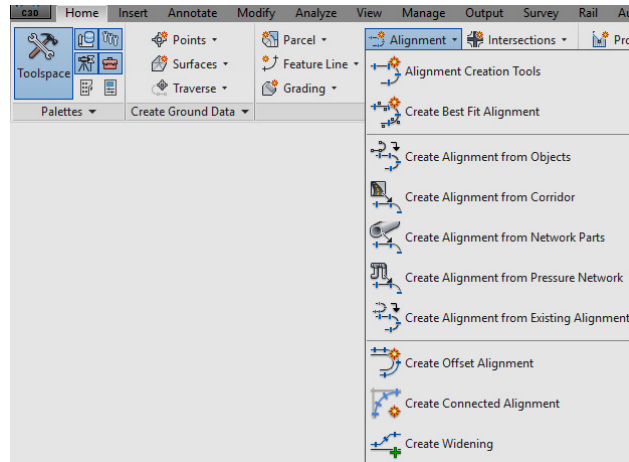 C3D
Home Insert Annotate Modify Analyze View Manage Output Survey Rail
Points Parcel Alignment Intersections
Toolspace Surfaces Feature Line
Traverse Grading
Palettes Create Ground Data
Alignment Creation Tools
Create Best Fit Alignment
Create Alignment from Objects
Create Alignment from Corridor
Create Alignment from Network Parts
Create Alignment from Pressure Network
Create Alignment from Existing Alignment
Create Offset Alignment
Create Connected Alignment
Create Widening